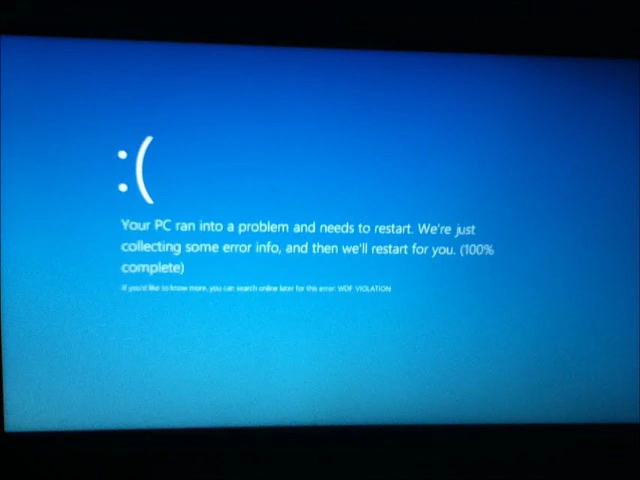 :(
Your PC ran into a problem and needs to restart. We're just
collecting some error info, and then we'll restart for you. (100%
complete)
If you'd like to know more, you can search online later for this error: WDF_VIOLATION